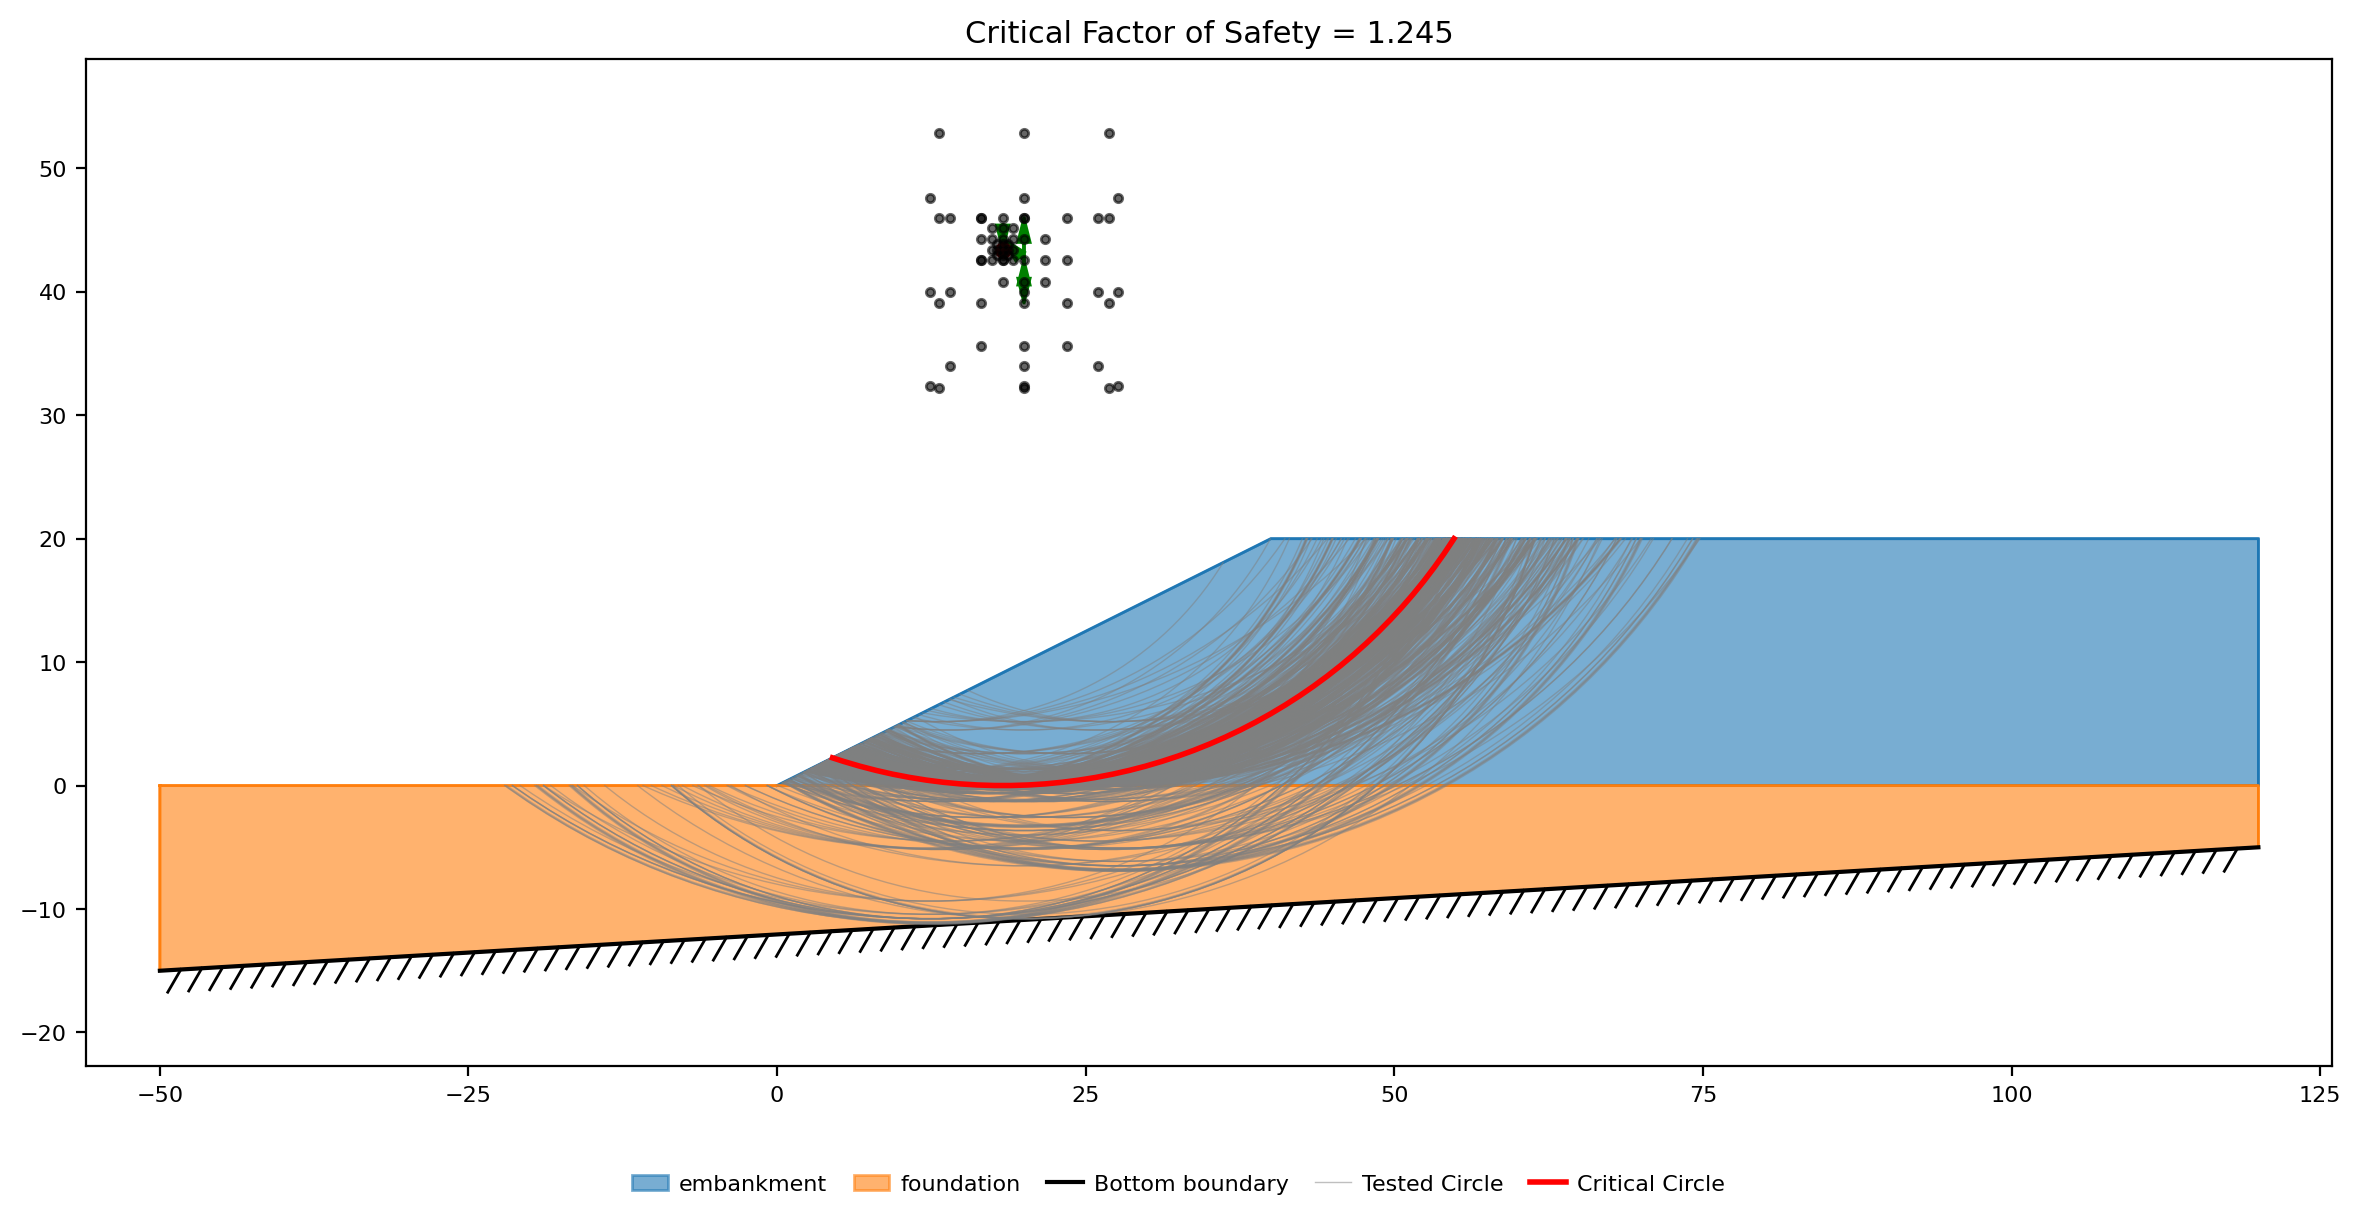 Critical Factor of Safety = 1.245
50
40
30
20
10
0
−10
−20
−50 −25 0 25 50 75 100 125
embankment foundation Bottom boundary Tested Circle Critical Circle